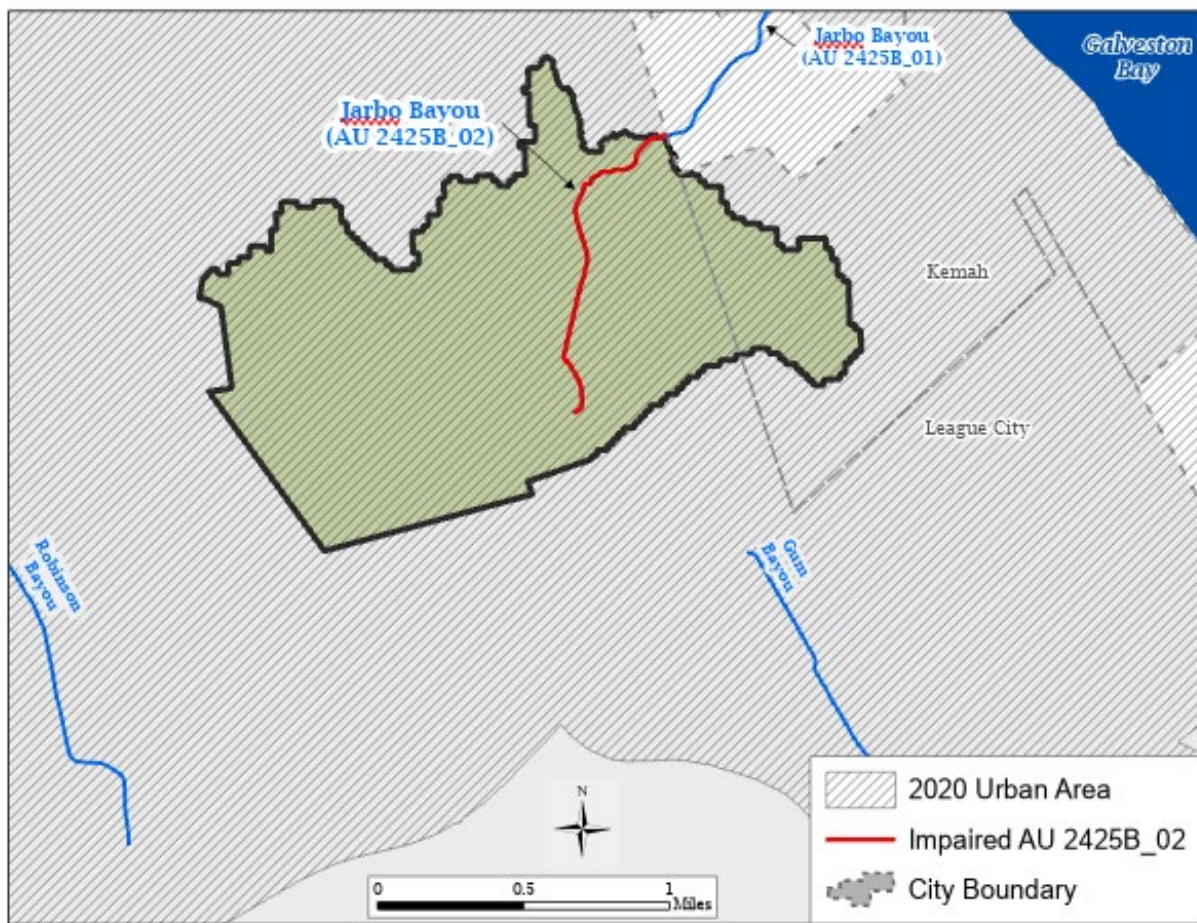 Jarbo Bayou
(AU 2425B_01)
Galveston
Bay
Jarbo Bayou
(AU 2425B_02)
Kemah
League City
Robinson
Bayou
Gum
Bayou
N
0 0.5 1
Miles
2020 Urban Area
Impaired AU 2425B_02
City Boundary